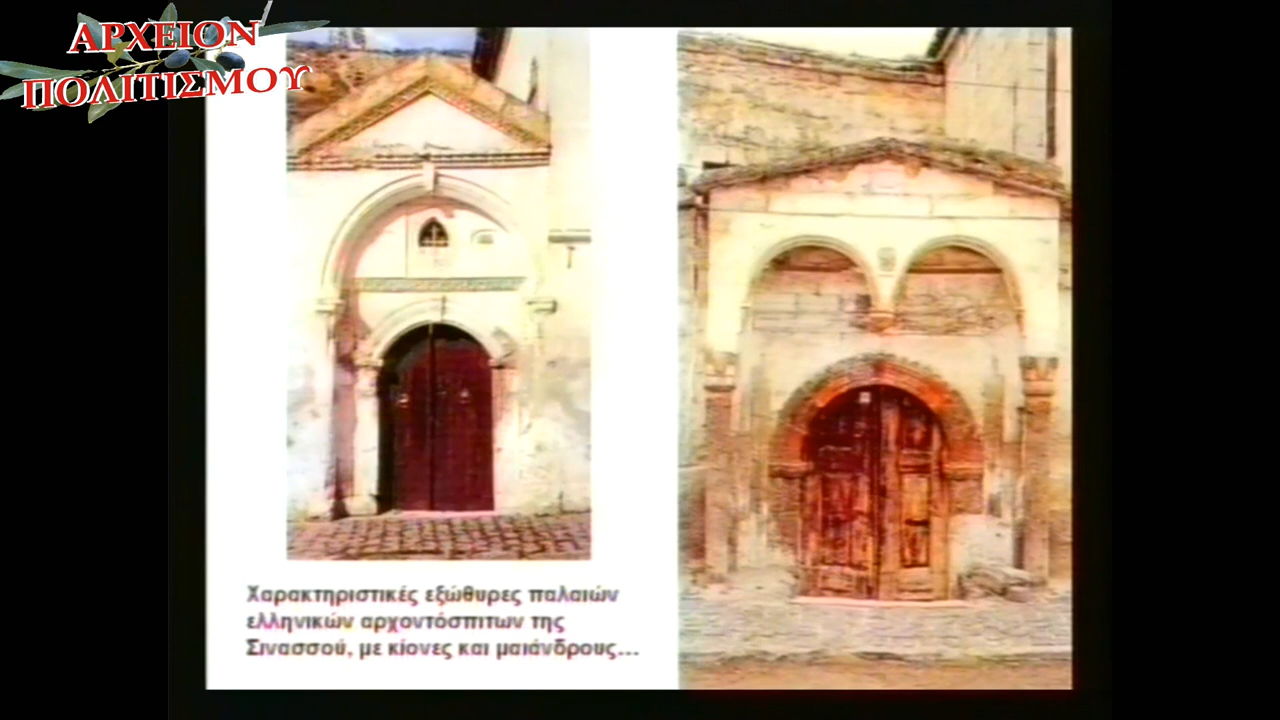 ΑΡΧΕΙΟΝ
ΠΟΛΙΤΙΣΜΟΥ
Χαρακτηριστικές εξώθυρες παλαιών
ελληνικών αρχοντόσπιτων της
Σινασσού, με κίονες και μαιάνδρους...